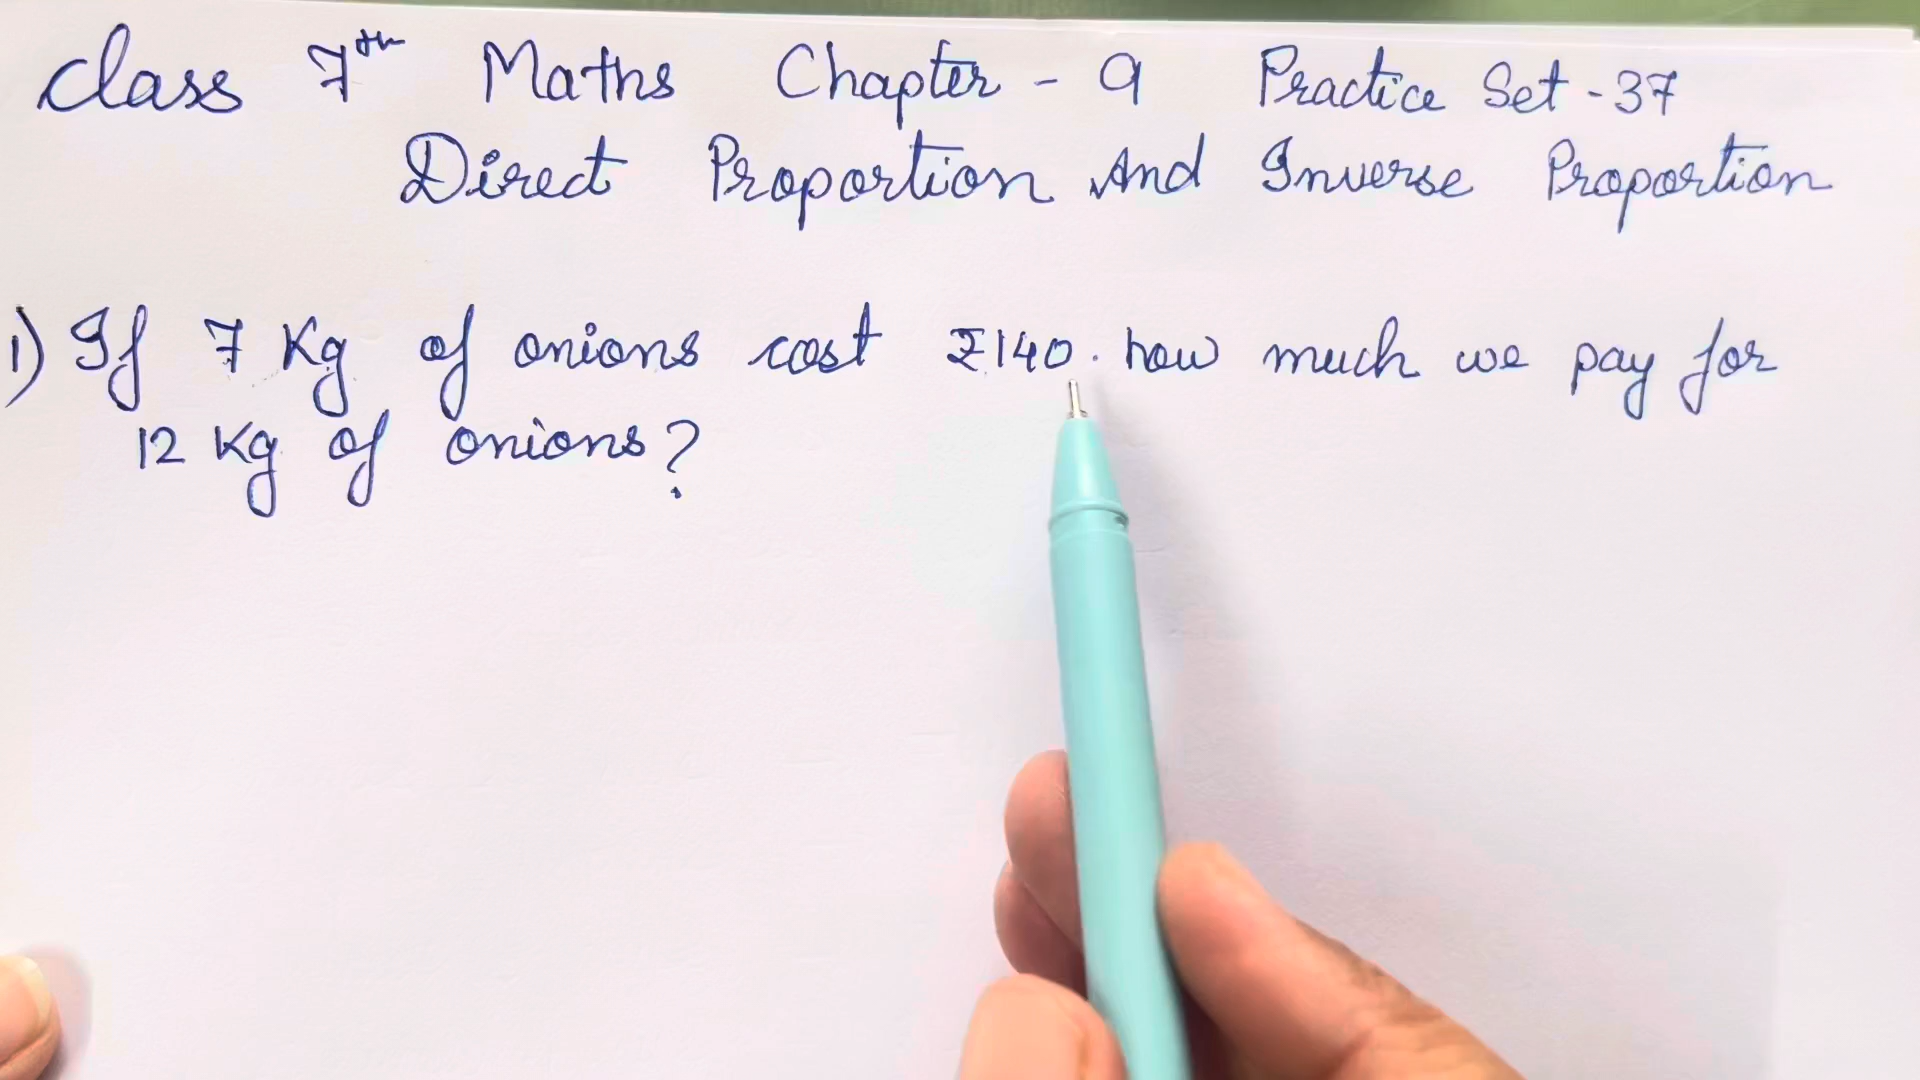 Class 7th Maths Chapter - 9 Practice Set - 37
Direct Proportion And Inverse Proportion
1) If 7 Kg of onions cost ₹140. how much we pay for
12 Kg of onions?